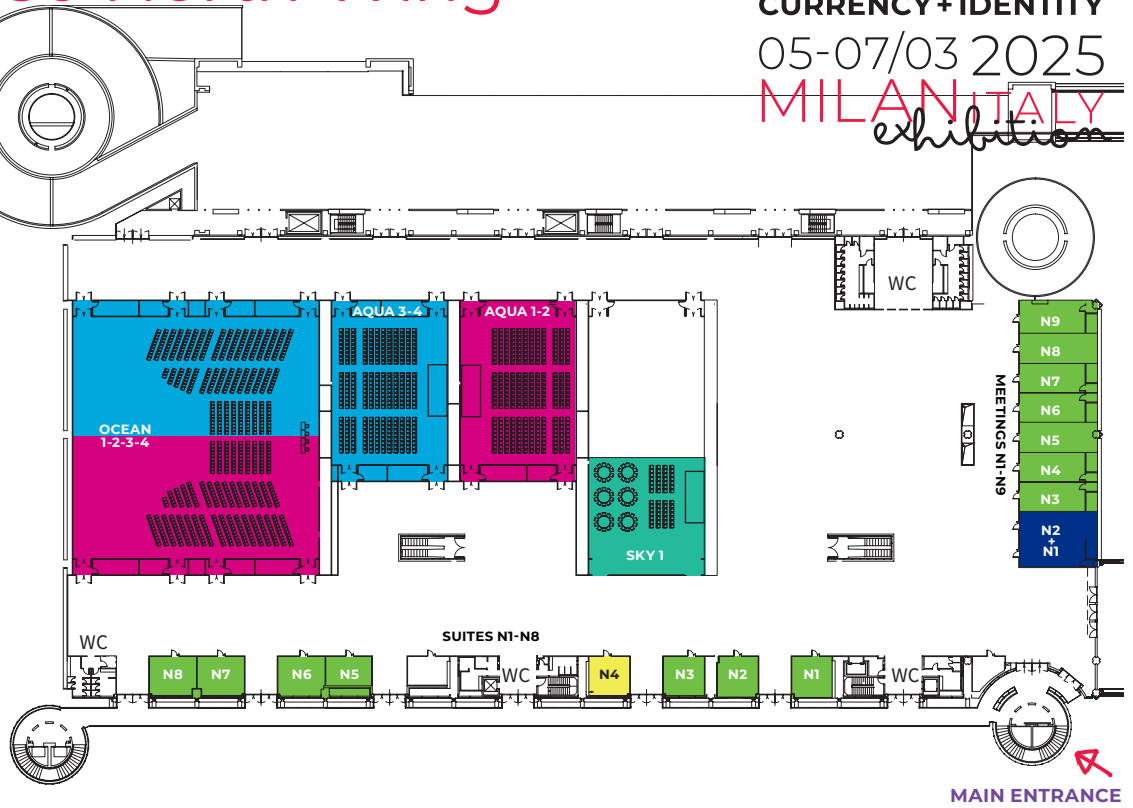 CURRENCY+IDENTITY
05-07/03 2025
MILAN ITALY
exhibition
WC
AQUA 3-4
AQUA 1-2
OCEAN
1-2-3-4
SKY 1
N9
N8
N7
N6
N5
N4
N3
N2
+
N1
MEETINGS N1-N9
WC
SUITES N1-N8
N8
N7
N6
N5
WC
N4
N3
N2
N1
WC
MAIN ENTRANCE